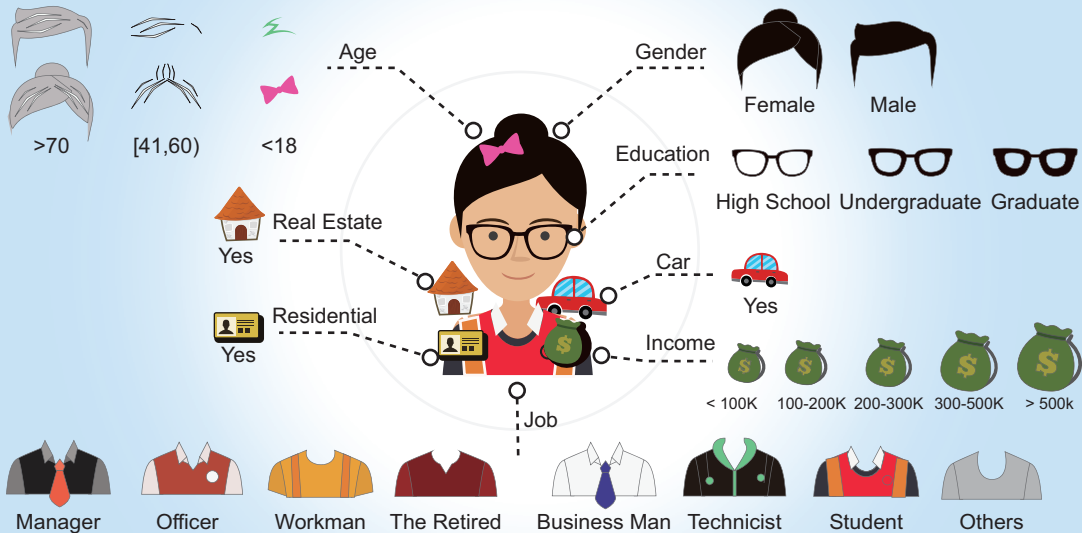 Age
Gender
Female
Male
>70
[41,60)
<18
Education
High School
Undergraduate
Graduate
Real Estate
Yes
Car
Yes
Residential
Yes
Income
$
$
$
$
$
$
< 100K
100-200K
200-300K
300-500K
> 500k
Job
Manager
Officer
Workman
The Retired
Business Man
Technicist
Student
Others